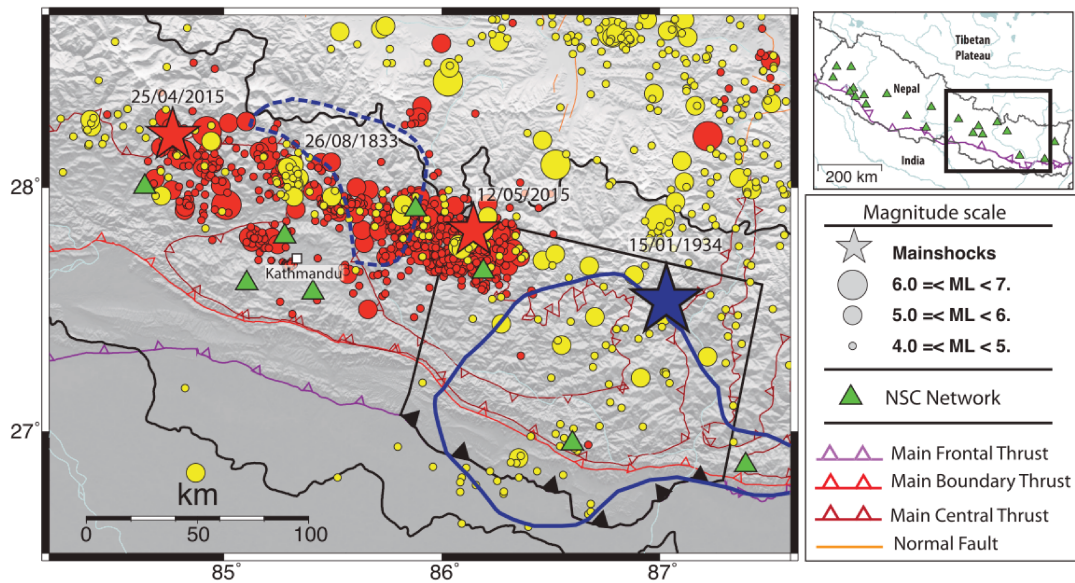 25/04/2015
26/08/1833
28°
12/05/2015
15/01/1934
Kathmandu
27°
km
0 50 100
85° 86° 87°
Tibetan
Plateau
Nepal
India
200 km
Magnitude scale
Mainshocks
6.0 =< ML < 7.
5.0 =< ML < 6.
4.0 =< ML < 5.
NSC Network
Main Frontal Thrust
Main Boundary Thrust
Main Central Thrust
Normal Fault